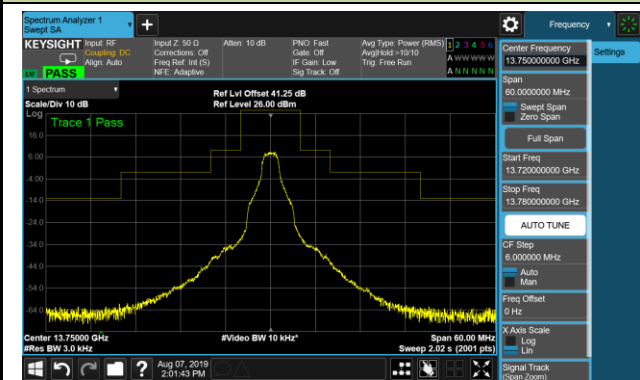 Spectrum Analyzer 1
Swept SA
Frequency
KEYSIGHT
Input: RF
Coupling: DC
Align: Auto
Input Z: 50 Ω
Corrections: Off
Freq Ref: Int (S)
NFE: Adaptive
Atten: 10 dB
PNO: Fast
Gate: Off
IF Gain: Low
Sig Track: Off
Avg Type: Power (RMS)
Avg|Hold:>10/10
Trig: Free Run
1 2 3 4 5 6
A W W W W W
A N N N N N
PASS
1 Spectrum
Scale/Div 10 dB
Ref Lvl Offset 41.25 dB
Ref Level 26.00 dBm
Log
Trace 1 Pass
16.0
6.00
-4.00
-14.0
-24.0
-34.0
-44.0
-54.0
-64.0
Center 13.75000 GHz
#Res BW 3.0 kHz
#Video BW 10 kHz*
Span 60.00 MHz
Sweep 2.02 s (2001 pts)
Aug 07, 2019
2:01:43 PM
Center Frequency
13.750000000 GHz
Settings
Span
60.0000000 MHz
Swept Span
Zero Span
Full Span
Start Freq
13.720000000 GHz
Stop Freq
13.780000000 GHz
AUTO TUNE
CF Step
6.000000 MHz
Auto
Man
Freq Offset
0 Hz
X Axis Scale
Log
Lin
Signal Track
(Span Zoom)